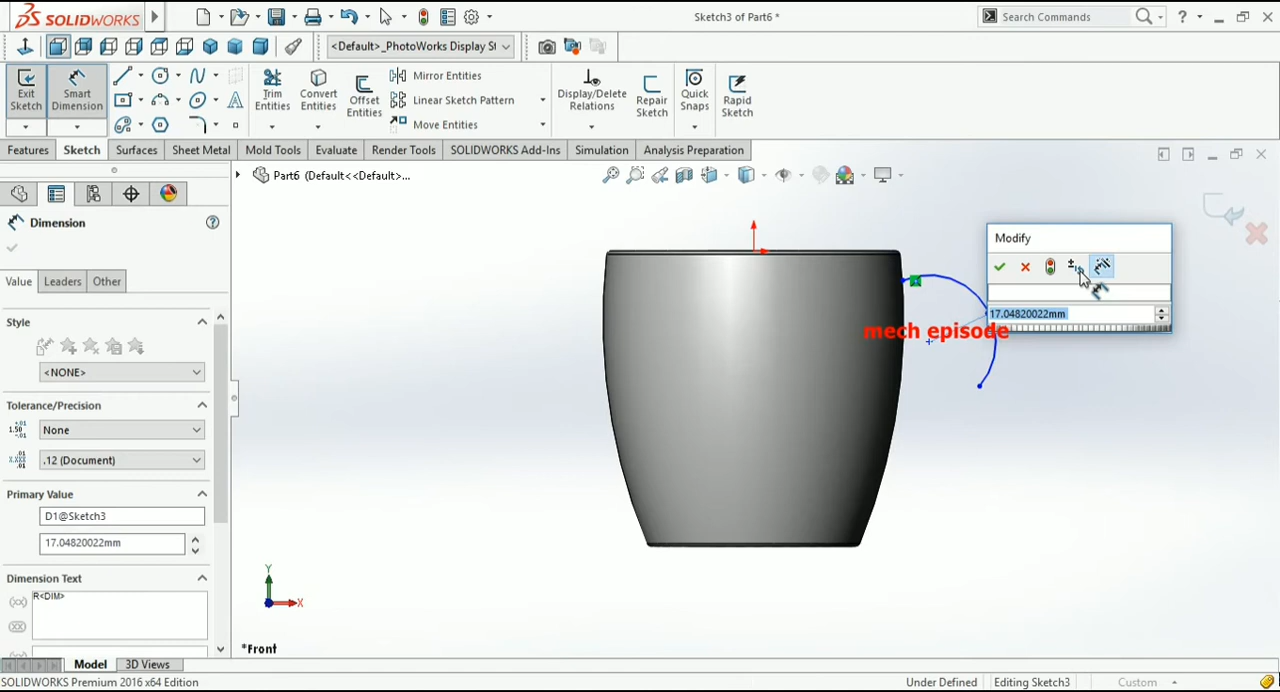 SOLIDWORKS
Sketch3 of Part6 *
Search Commands
?
<Default>_PhotoWorks Display St
Exit Sketch
Smart Dimension
Trim Entities
Convert Entities
Offset Entities
Mirror Entities
Linear Sketch Pattern
Move Entities
Display/Delete Relations
Repair Sketch
Quick Snaps
Rapid Sketch
Features
Sketch
Surfaces
Sheet Metal
Mold Tools
Evaluate
Render Tools
SOLIDWORKS Add-Ins
Simulation
Analysis Preparation
Part6 (Default<<Default>...
Dimension
Value
Leaders
Other
Style
<NONE>
Tolerance/Precision
None
.12 (Document)
Primary Value
D1@Sketch3
17.04820022mm
Dimension Text
R<DIM>
Modify
17.04820022mm
mech episode
Y
X
*Front
Model
3D Views
SOLIDWORKS Premium 2016 x64 Edition
Under Defined
Editing Sketch3
Custom